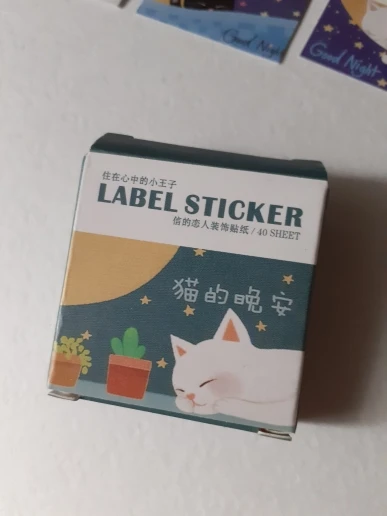 Good Night
Good Night
住在心中的小王子
LABEL STICKER
信的恋人装饰贴纸 / 40 SHEET
猫的晚安